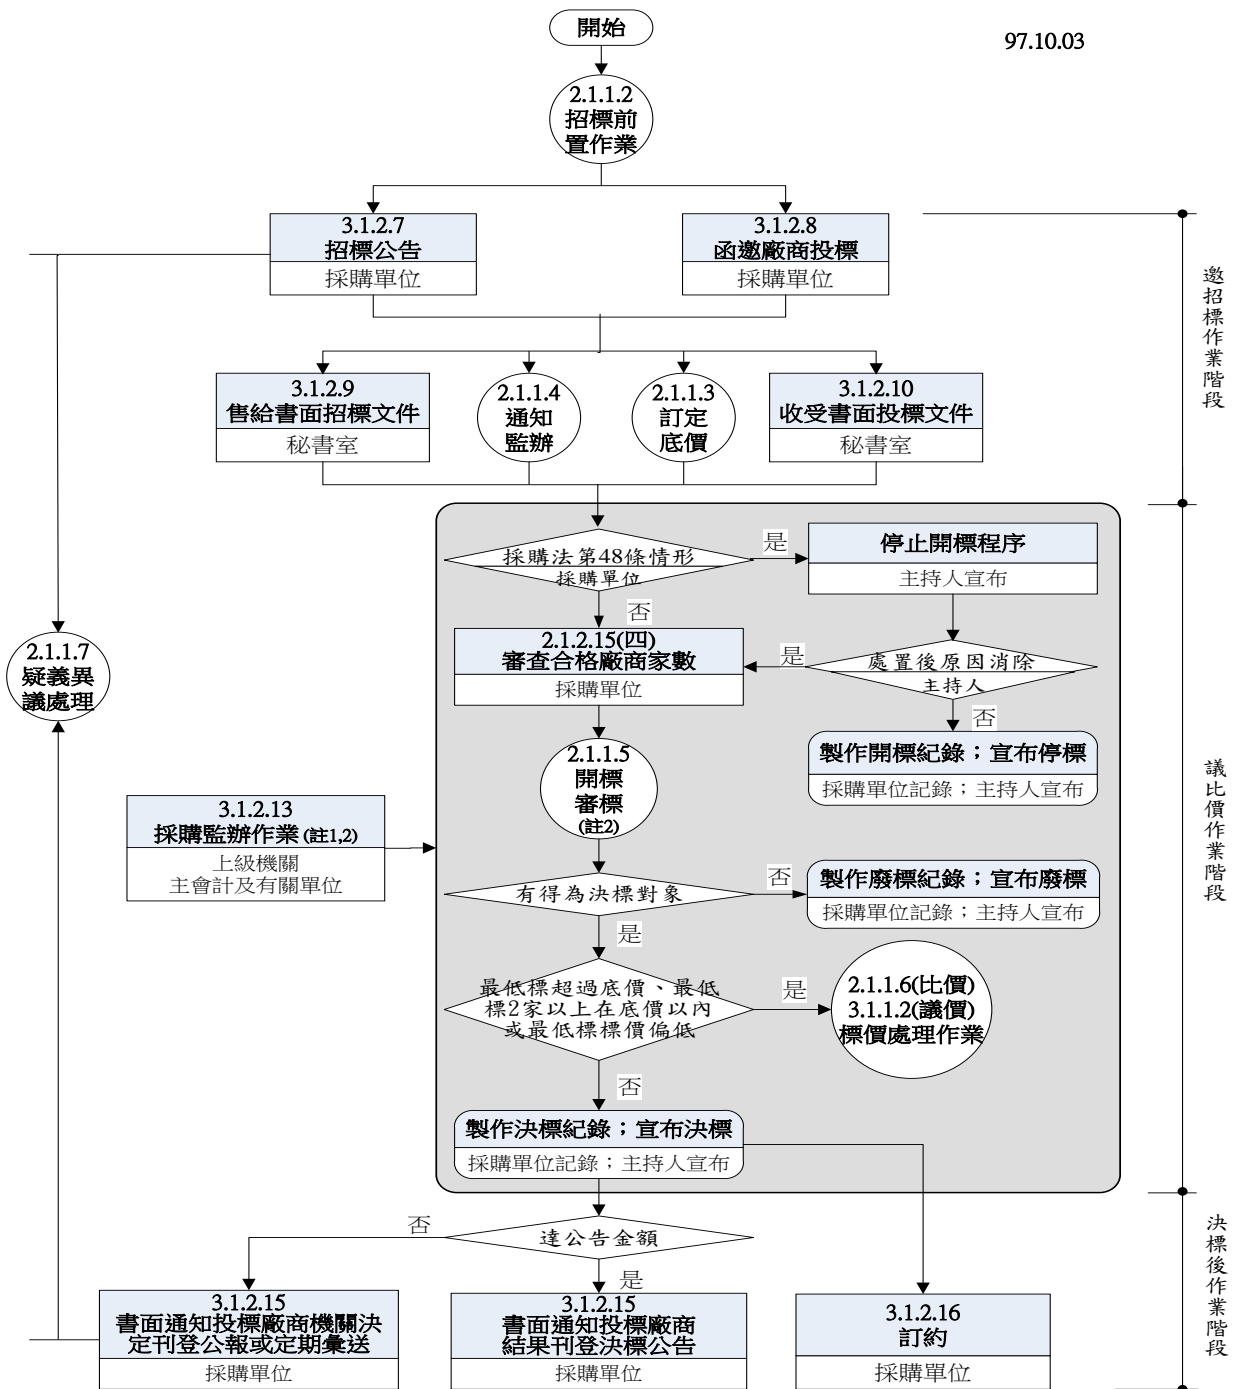 開始
97.10.03
2.1.1.2
招標前
置作業
3.1.2.7
招標公告
採購單位
3.1.2.8
函邀廠商投標
採購單位
邀招標作業階段
3.1.2.9
售給書面招標文件
秘書室
2.1.1.4
通知
監辦
2.1.1.3
訂定
底價
3.1.2.10
收受書面投標文件
秘書室
採購法第48條情形
採購單位
是
停止開標程序
主持人宣布
否
2.1.2.15(四)
審查合格廠商家數
採購單位
是
處置後原因消除
主持人
否
2.1.1.7
疑義異
議處理
2.1.1.5
開標
審標
(註2)
製作開標紀錄；宣布停標
採購單位記錄；主持人宣布
議比價作業階段
3.1.2.13
採購監辦作業(註1,2)
上級機關
主會計及有關單位
有得為決標對象
否
製作廢標紀錄；宣布廢標
採購單位記錄；主持人宣布
是
最低標超過底價、最低
標2家以上在底價以內
或最低標標價偏低
是
2.1.1.6(比價)
3.1.1.2(議價)
標價處理作業
否
製作決標紀錄；宣布決標
採購單位記錄；主持人宣布
否
達公告金額
是
決標後作業階段
3.1.2.15
書面通知投標廠商機關決
定刊登公報或定期彙送
採購單位
3.1.2.15
書面通知投標廠商
結果刊登決標公告
採購單位
3.1.2.16
訂約
採購單位